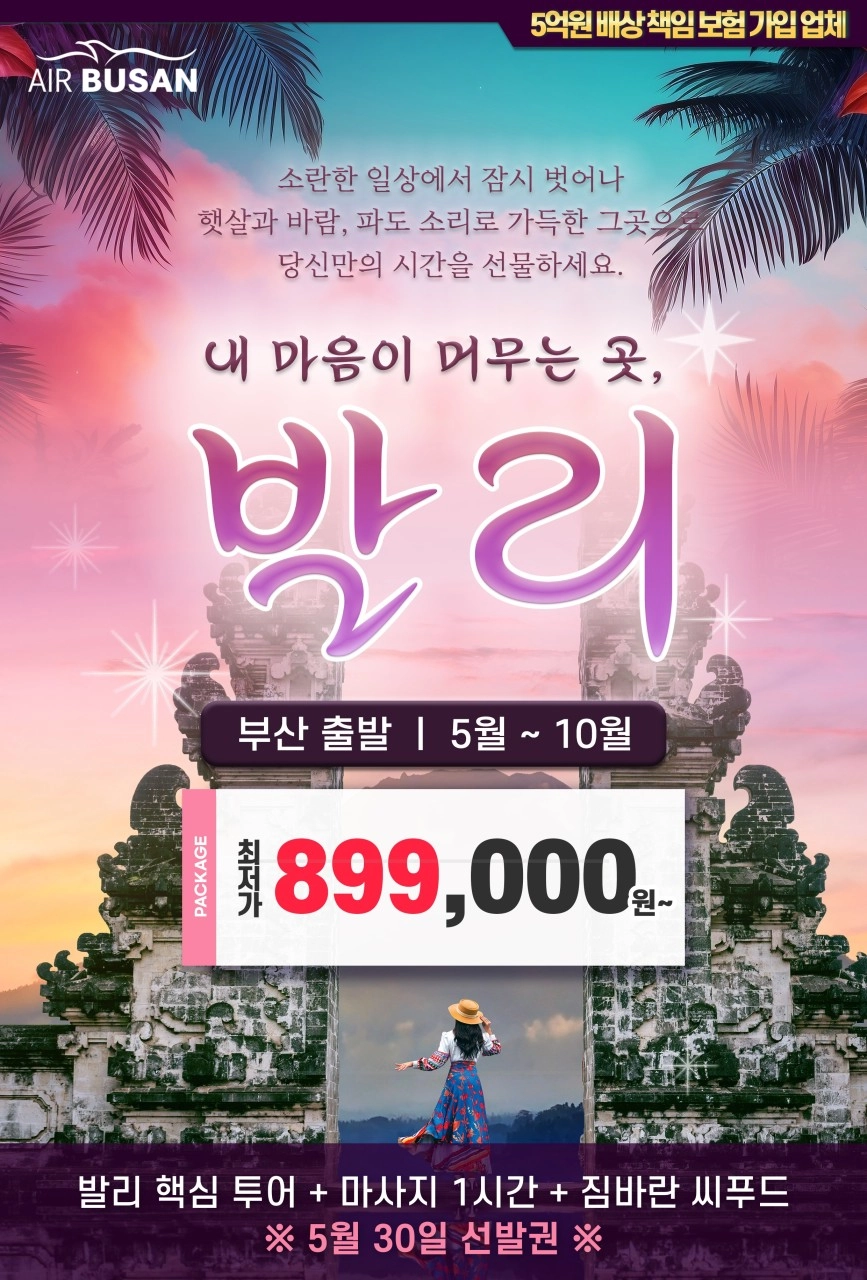 5억원 배상 책임 보험 가입 업체
AIR BUSAN
소란한 일상에서 잠시 벗어나
햇살과 바람, 파도 소리로 가득한 그곳으로
당신만의 시간을 선물하세요.
내 마음이 머무는 곳,
발리
부산 출발 | 5월 ~ 10월
PACKAGE
최저가 899,000원~
발리 핵심 투어 + 마사지 1시간 + 짐바란 씨푸드
※ 5월 30일 선발권 ※